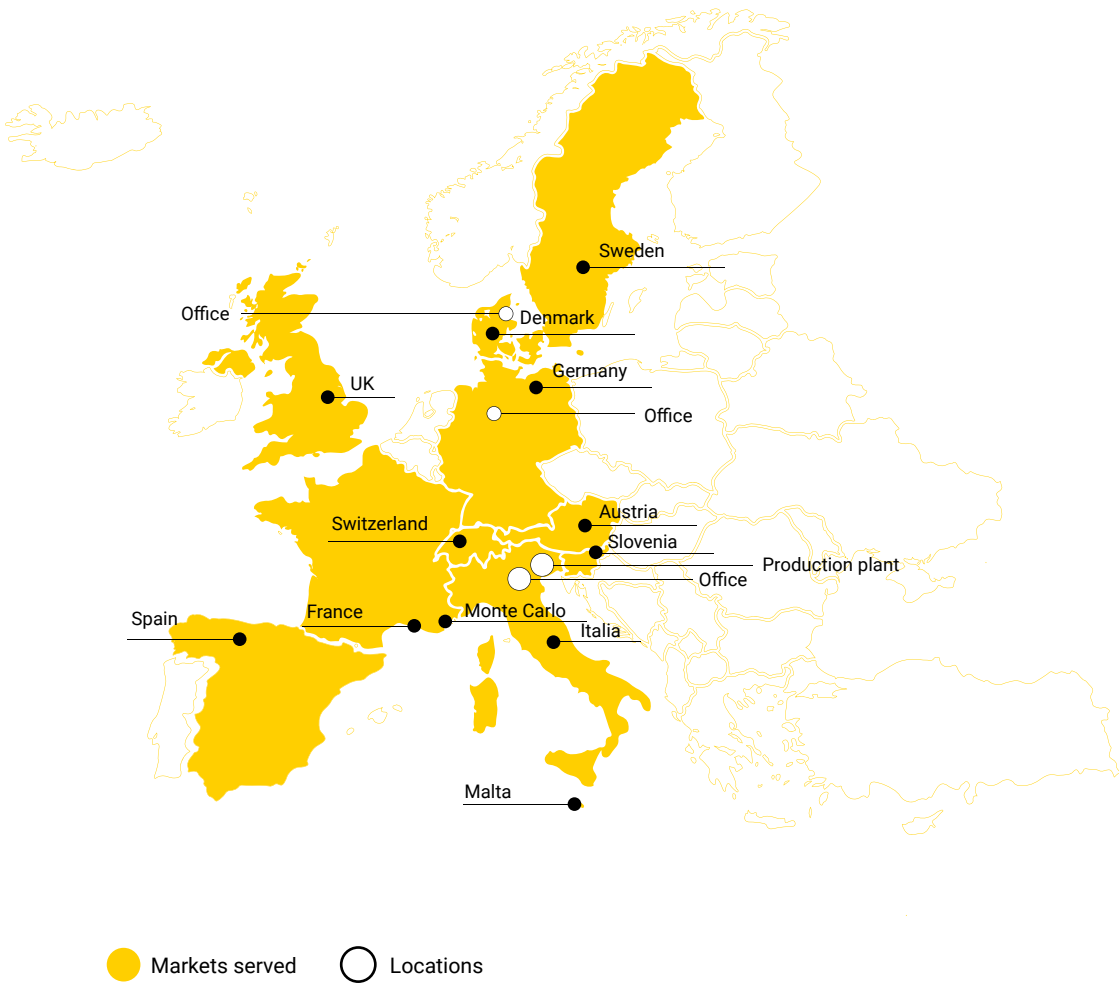 Sweden
Office
Denmark
Germany
UK
Office
Austria
Switzerland
Slovenia
Production plant
Office
Monte Carlo
France
Spain
Italia
Malta
Markets served
Locations